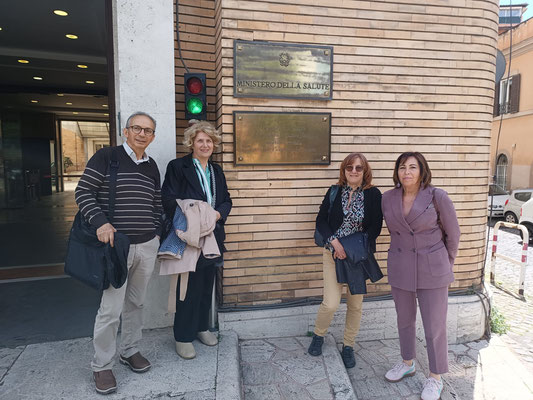 MINISTERO DELLA SALUTE